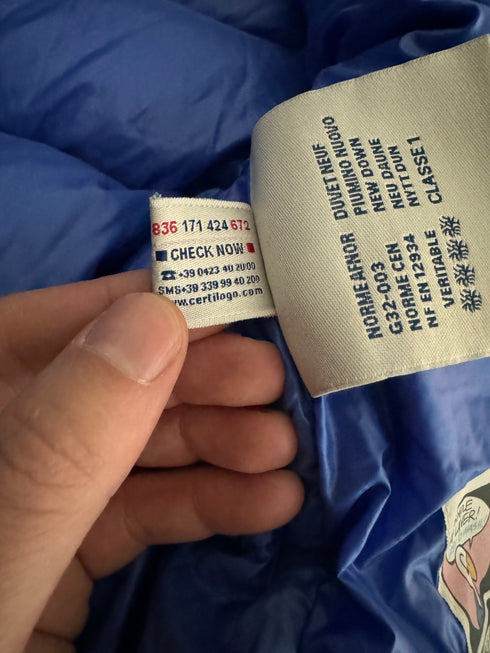 836 171 424 672
CHECK NOW
☎+39 0423 40 20 00
SMS+39 339 99 40 200
www.certilogo.com
DUVET NEUF
PIUMINO NUOVO
NEW DAUNE
NEW DOWN
NYTT DUN
CLASSE 1
NORME AFNOR
G32-003
NORME CEN
NF EN 12934
VERITABLE